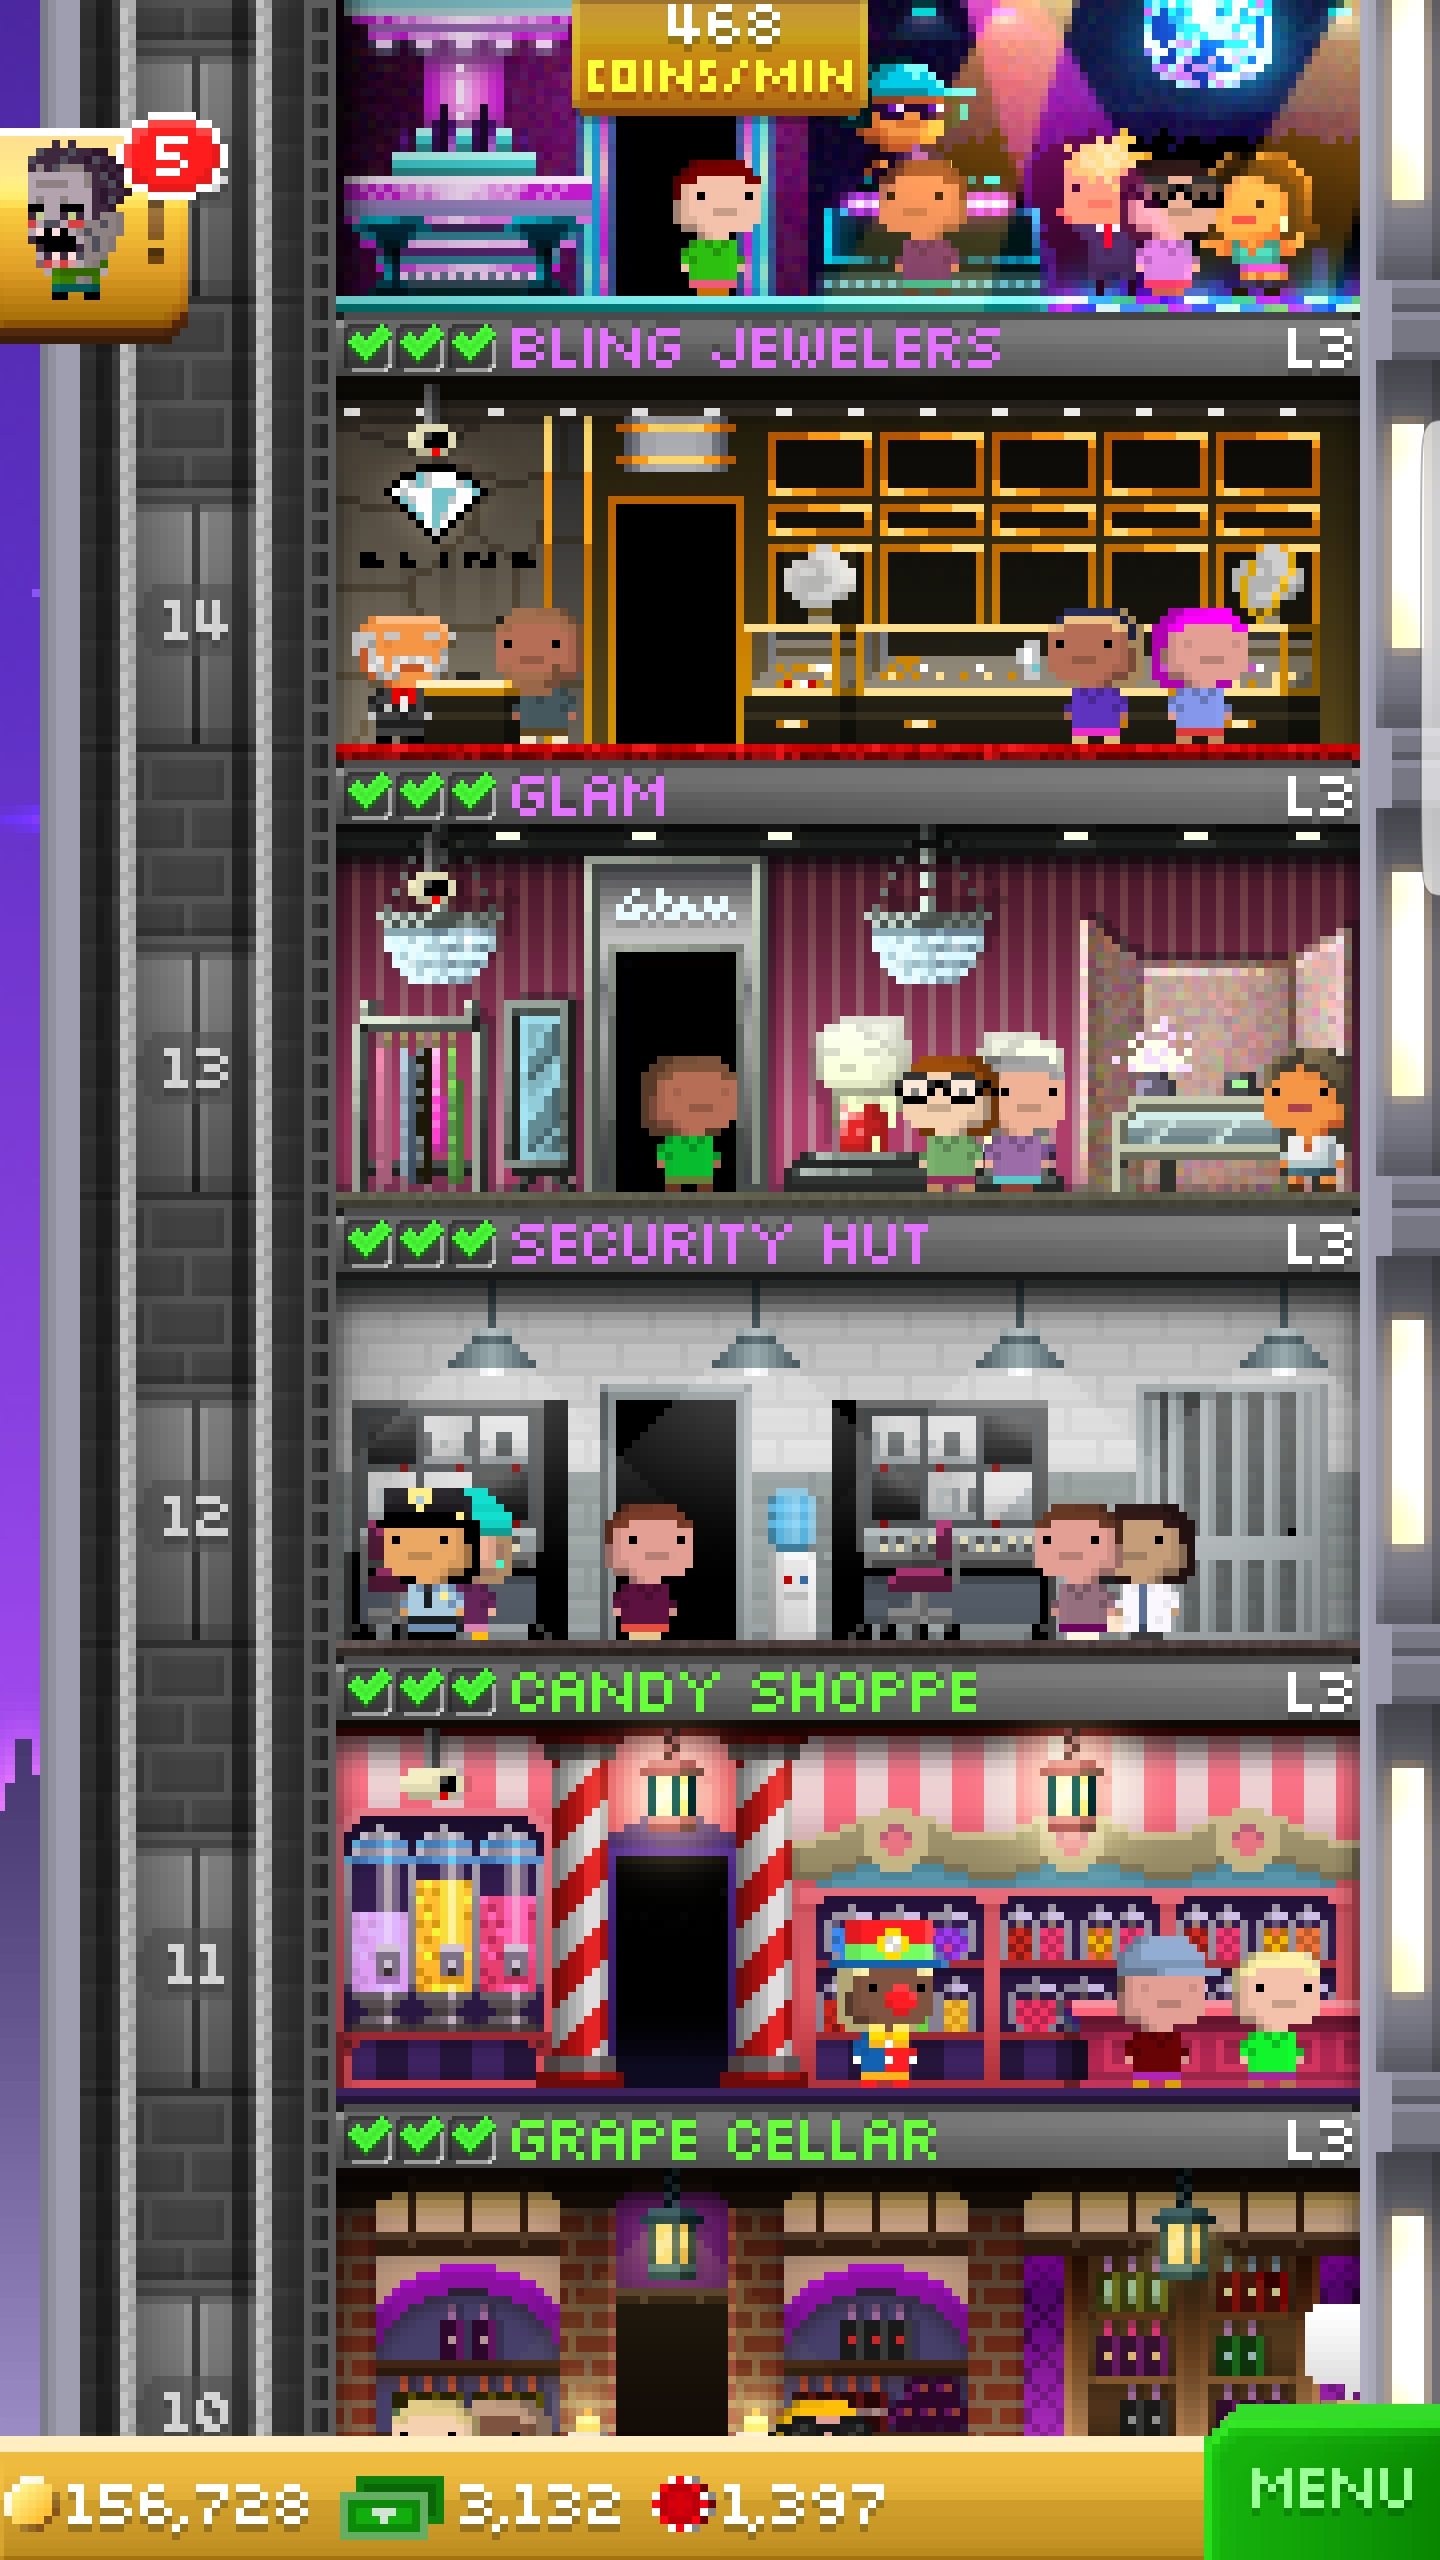 468
COINS/MIN
5
!
BLING JEWELERS L3
BLING
14
GLAM L3
Glam
13
SECURITY HUT L3
12
CANDY SHOPPE L3
11
GRAPE CELLAR L3
10
156,728 3,132 1,397
MENU